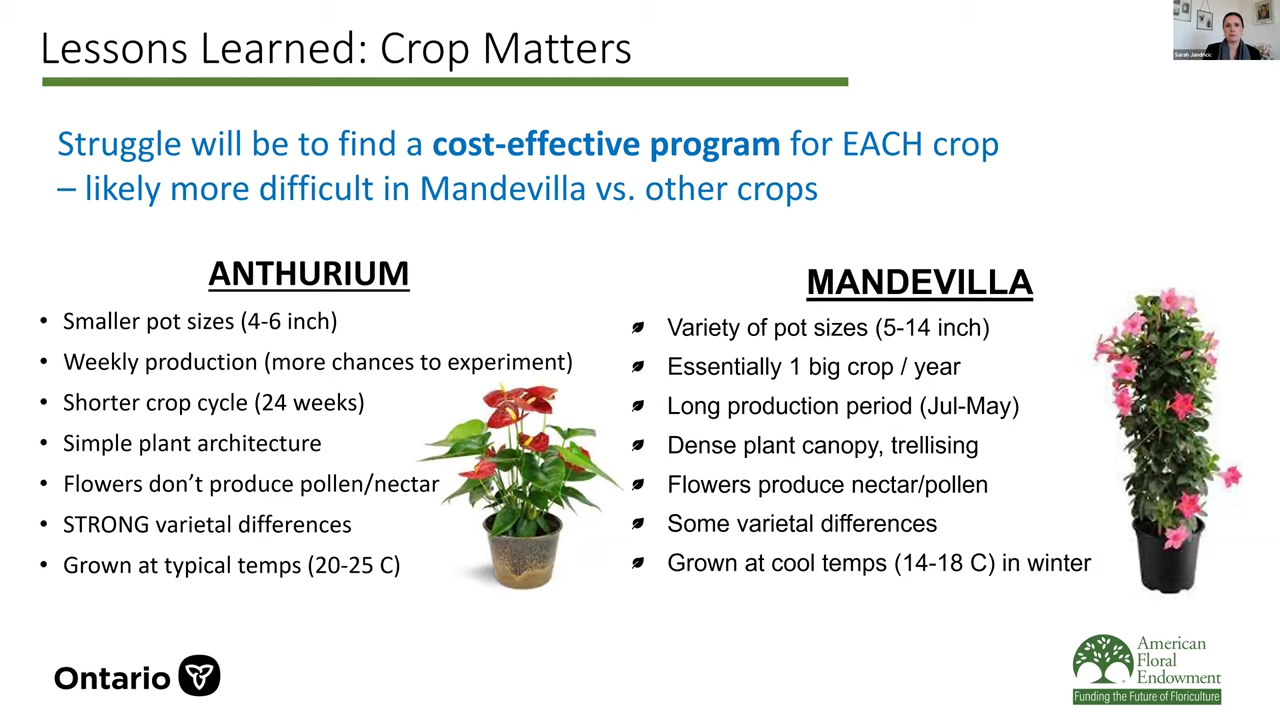 Lessons Learned: Crop Matters
Sarah Jandricic
Struggle will be to find a cost-effective program for EACH crop
– likely more difficult in Mandevilla vs. other crops
ANTHURIUM
• Smaller pot sizes (4-6 inch)
• Weekly production (more chances to experiment)
• Shorter crop cycle (24 weeks)
• Simple plant architecture
• Flowers don’t produce pollen/nectar
• STRONG varietal differences
• Grown at typical temps (20-25 C)
MANDEVILLA
Variety of pot sizes (5-14 inch)
Essentially 1 big crop / year
Long production period (Jul-May)
Dense plant canopy, trellising
Flowers produce nectar/pollen
Some varietal differences
Grown at cool temps (14-18 C) in winter
Ontario
American
Floral
Endowment
Funding the Future of Floriculture